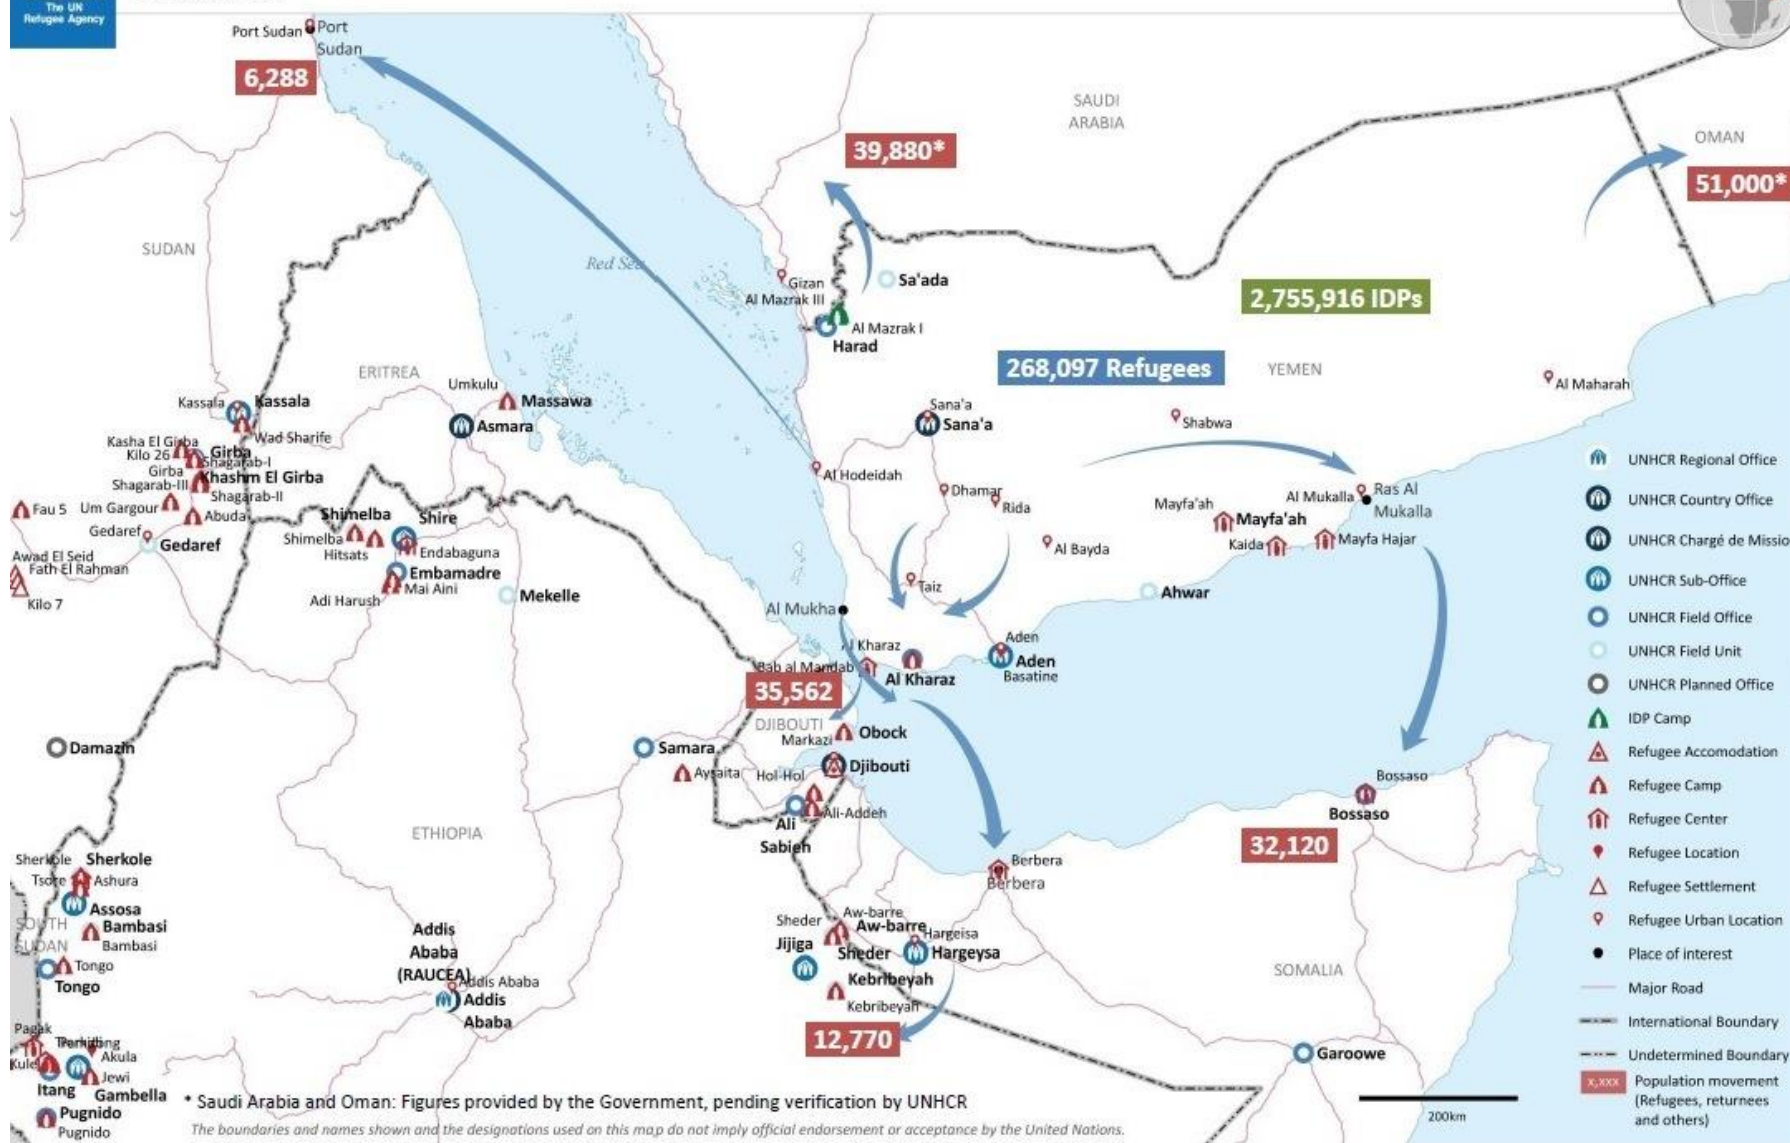 The UN
Refugee Agency
Port Sudan
Port
Sudan
6,288
SAUDI
ARABIA
39,880*
OMAN
51,000*
SUDAN
Red Sea
Gizan
Al Mazrak III
Sa'ada
Al Mazrak I
Harad
2,755,916 IDPs
268,097 Refugees
YEMEN
Al Maharah
ERITREA
Umkulu
Massawa
Asmara
Kassala
Kassala
Wad Sharife
Kasha El Girba
Kilo 26
Girba
Shagarab-I
Girba
Khashm El Girba
Shagarab-III
Shagarab-II
Fau 5
Um Gargour
Abuda
Gedaref
Gedaref
Awad El Seid
Fath El Rahman
Kilo 7
Sana'a
Sana'a
Shabwa
Al Hodeidah
Dhamar
Rida
Al Mukalla
Ras Al
Mukalla
Mayfa'ah
Mayfa'ah
Kaida
Mayfa Hajar
Al Bayda
Taiz
Ahwar
Shimelba
Shire
Shimelba
Hitsats
Endabaguna
Embamadre
Mai Aini
Adi Harush
Mekelle
Al Mukha
Al Kharaz
Bab al Mandab
Al Kharaz
Aden
Aden
Basatine
35,562
DJIBOUTI
Markazi
Obock
Damazin
Samara
Aysaita
Hol-Hol
Djibouti
Ali-Addeh
Ali
Sabieh
Bossaso
Bossaso
32,120
ETHIOPIA
Berbera
Berbera
Sherkole
Sherkole
Tsore
Ashura
Assosa
SOUTH
SUDAN
Bambasi
Bambasi
Tongo
Tongo
Addis
Ababa
(RAUCEA)
Addis Ababa
Addis
Ababa
Sheder
Aw-barre
Aw-barre
Hargeisa
Jijiga
Sheder
Hargeysa
Kebribeyah
Kebribeyah
12,770
SOMALIA
Garoowe
Pagak
Akula
Kule
Jewi
Itang
Gambella
Pugnido
Pugnido
UNHCR Regional Office
UNHCR Country Office
UNHCR Chargé de Missio
UNHCR Sub-Office
UNHCR Field Office
UNHCR Field Unit
UNHCR Planned Office
IDP Camp
Refugee Accomodation
Refugee Camp
Refugee Center
Refugee Location
Refugee Settlement
Refugee Urban Location
Place of interest
Major Road
International Boundary
Undetermined Boundary
x,xxx
Population movement
(Refugees, returnees
and others)
200km
* Saudi Arabia and Oman: Figures provided by the Government, pending verification by UNHCR
The boundaries and names shown and the designations used on this map do not imply official endorsement or acceptance by the United Nations.